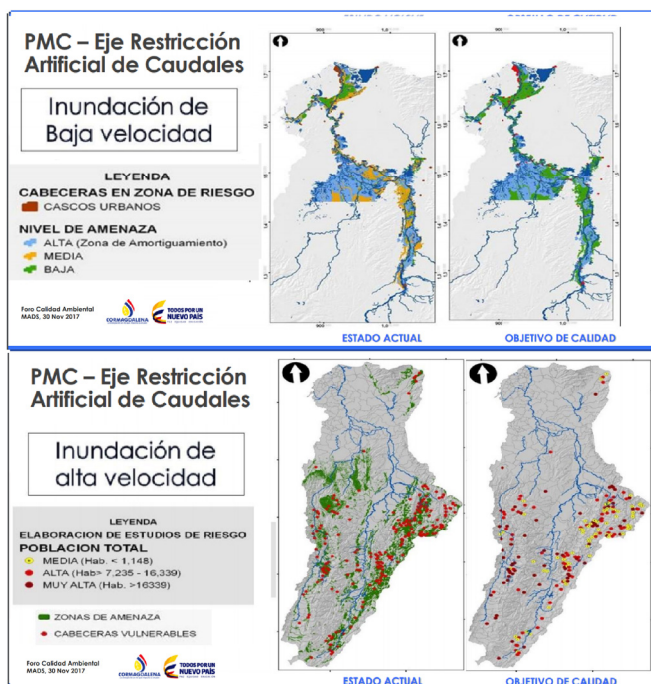 PMC – Eje Restricción
Artificial de Caudales
Inundación de
Baja velocidad
LEYENDA
CABECERAS EN ZONA DE RIESGO
CASCOS URBANOS
NIVEL DE AMENAZA
ALTA (Zona de Amortiguamiento)
MEDIA
BAJA
Foro Calidad Ambiental
MADS, 30 Nov 2017
CORMAGDALENA
TODOS POR UN
NUEVO PAÍS
ESTADO ACTUAL
OBJETIVO DE CALIDAD
PMC – Eje Restricción
Artificial de Caudales
Inundación de
alta velocidad
LEYENDA
ELABORACION DE ESTUDIOS DE RIESGO
POBLACION TOTAL
MEDIA (Hab. < 1,148)
ALTA (Hab> 7,235 - 16,339)
MUY ALTA (Hab. >16339)
ZONAS DE AMENAZA
CABECERAS VULNERABLES
Foro Calidad Ambiental
MADS, 30 Nov 2017
CORMAGDALENA
TODOS POR UN
NUEVO PAÍS
ESTADO ACTUAL
OBJETIVO DE CALIDAD